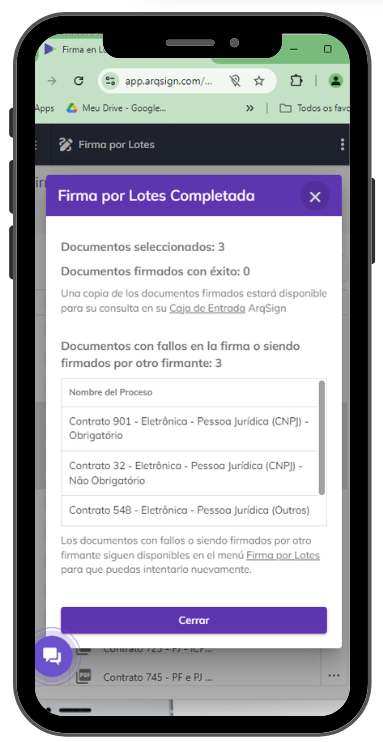 Firma en L
app.arqsign.com/...
Apps
Meu Drive - Google...
»
Todos os favo
Firma por Lotes
Firma por Lotes Completada
Documentos seleccionados: 3
Documentos firmados con éxito: 0
Una copia de los documentos firmados estará disponible
para su consulta en su Caja de Entrada ArqSign
Documentos con fallos en la firma o siendo
firmados por otro firmante: 3
Nombre del Proceso
Contrato 901 - Eletrônica - Pessoa Jurídica (CNPJ) -
Obrigatório
Contrato 32 - Eletrônica - Pessoa Jurídica (CNPJ) -
Não Obrigatório
Contrato 548 - Eletrônica - Pessoa Jurídica (Outros)
Los documentos con fallos o siendo firmados por otro
firmante siguen disponibles en el menú Firma por Lotes
para que puedas intentarlo nuevamente.
Cerrar
Contrato 723 - PJ - ICP...
PDF
Contrato 745 - PF e PJ ...